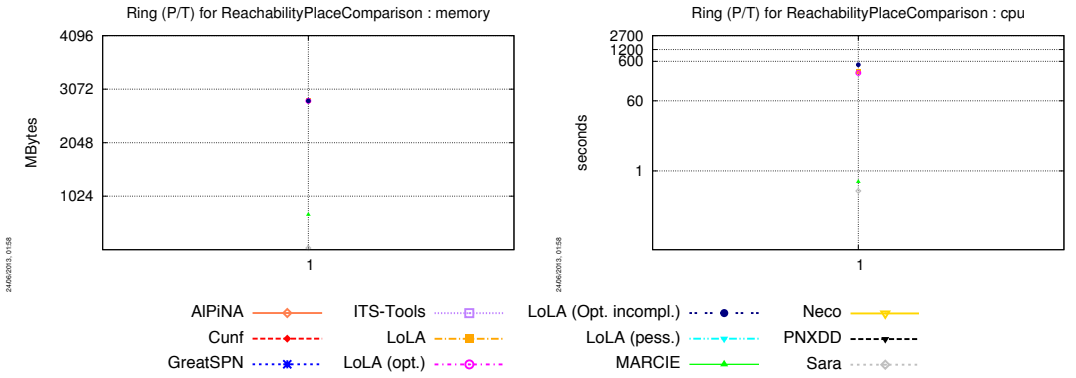 Ring (P/T) for ReachabilityPlaceComparison : memory
4096
3072
2048
1024
MBytes
1
24/06/2013, 01:58
Ring (P/T) for ReachabilityPlaceComparison : cpu
2700
1200
600
60
1
seconds
1
24/06/2013, 01:58
AlPiNA ITS-Tools LoLA (Opt. incompl.) Neco
Cunf LoLA LoLA (pess.) PNXDD
GreatSPN LoLA (opt.) MARCIE Sara